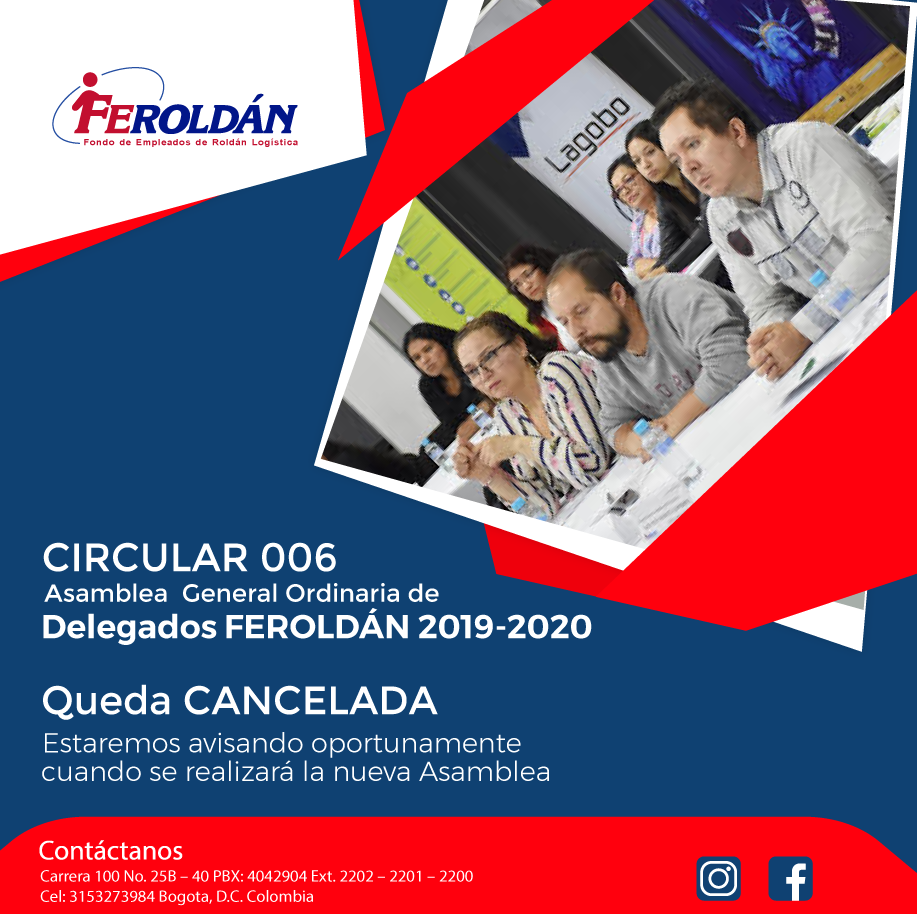 FEROLDÁN
Fondo de Empleados de Roldán Logística
Lagobo
CIRCULAR 006
Asamblea General Ordinaria de
Delegados FEROLDÁN 2019-2020
Queda CANCELADA
Estaremos avisando oportunamente
cuando se realizará la nueva Asamblea
Contáctanos
Carrera 100 No. 25B – 40 PBX: 4042904 Ext. 2202 – 2201 – 2200
Cel: 3153273984 Bogota, D.C. Colombia